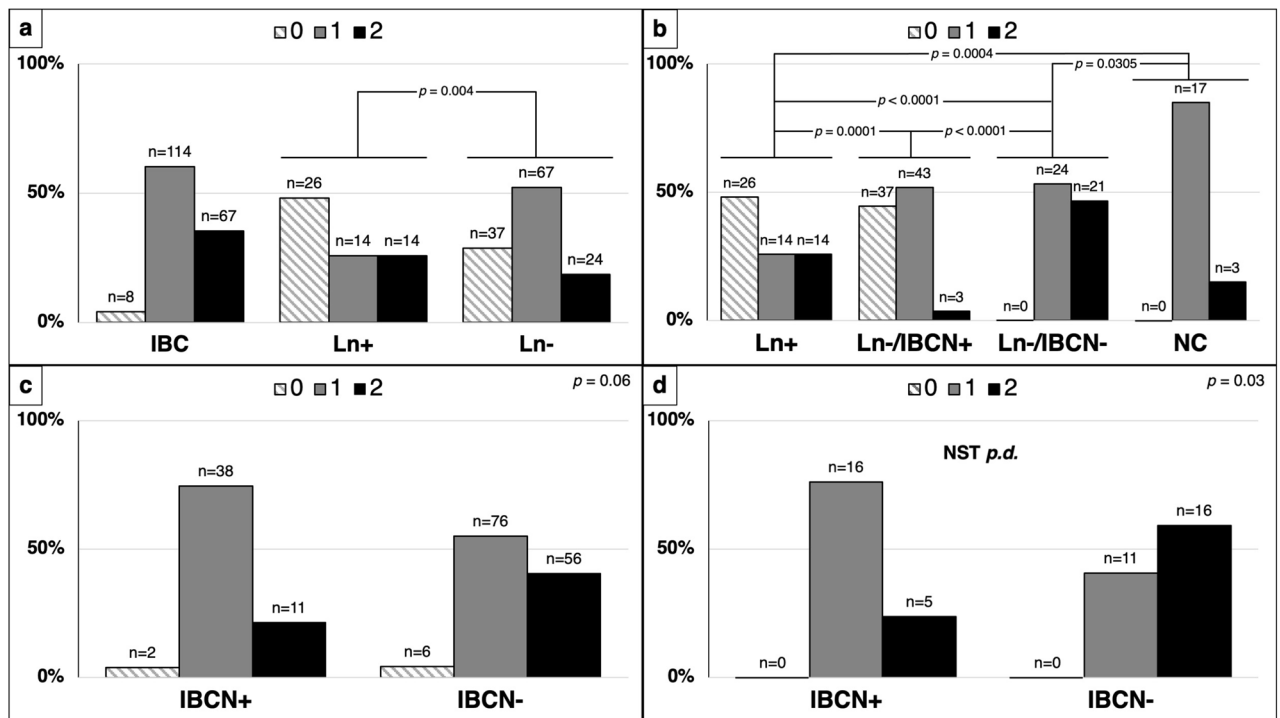 a
0 1 2
100%
p = 0.004
n=114
50%
n=67
n=26
n=67
n=14 n=14
n=37
n=24
n=8
0%
IBC Ln+ Ln-
b
0 1 2
100%
p = 0.0004
p = 0.0305
n=17
p < 0.0001
p = 0.0001
p < 0.0001
50%
n=26
n=37
n=43
n=24
n=21
n=14 n=14
n=3
n=0
n=0
n=3
0%
Ln+ Ln-/IBCN+ Ln-/IBCN- NC
c
0 1 2
p = 0.06
100%
n=38
n=76
50%
n=56
n=11
n=2
n=6
0%
IBCN+ IBCN-
d
0 1 2
p = 0.03
100%
NST p.d.
n=16
n=16
50%
n=11
n=5
n=0
n=0
0%
IBCN+ IBCN-